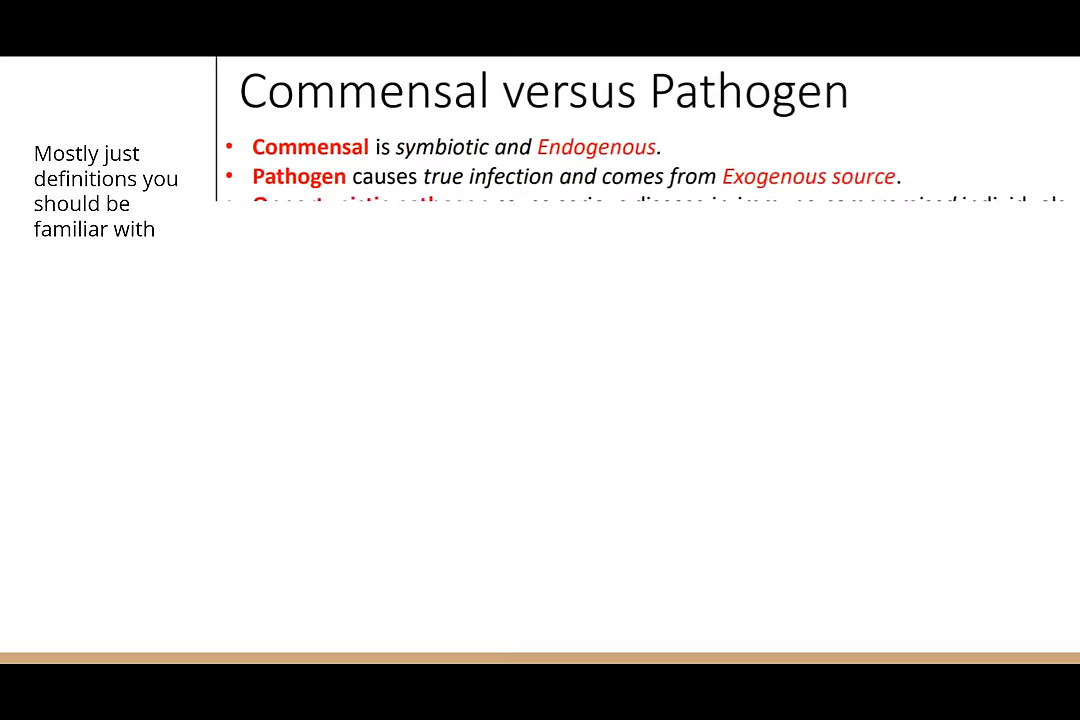 Commensal versus Pathogen
Mostly just
definitions you
should be
familiar with
• Commensal is symbiotic and Endogenous.
• Pathogen causes true infection and comes from Exogenous source.